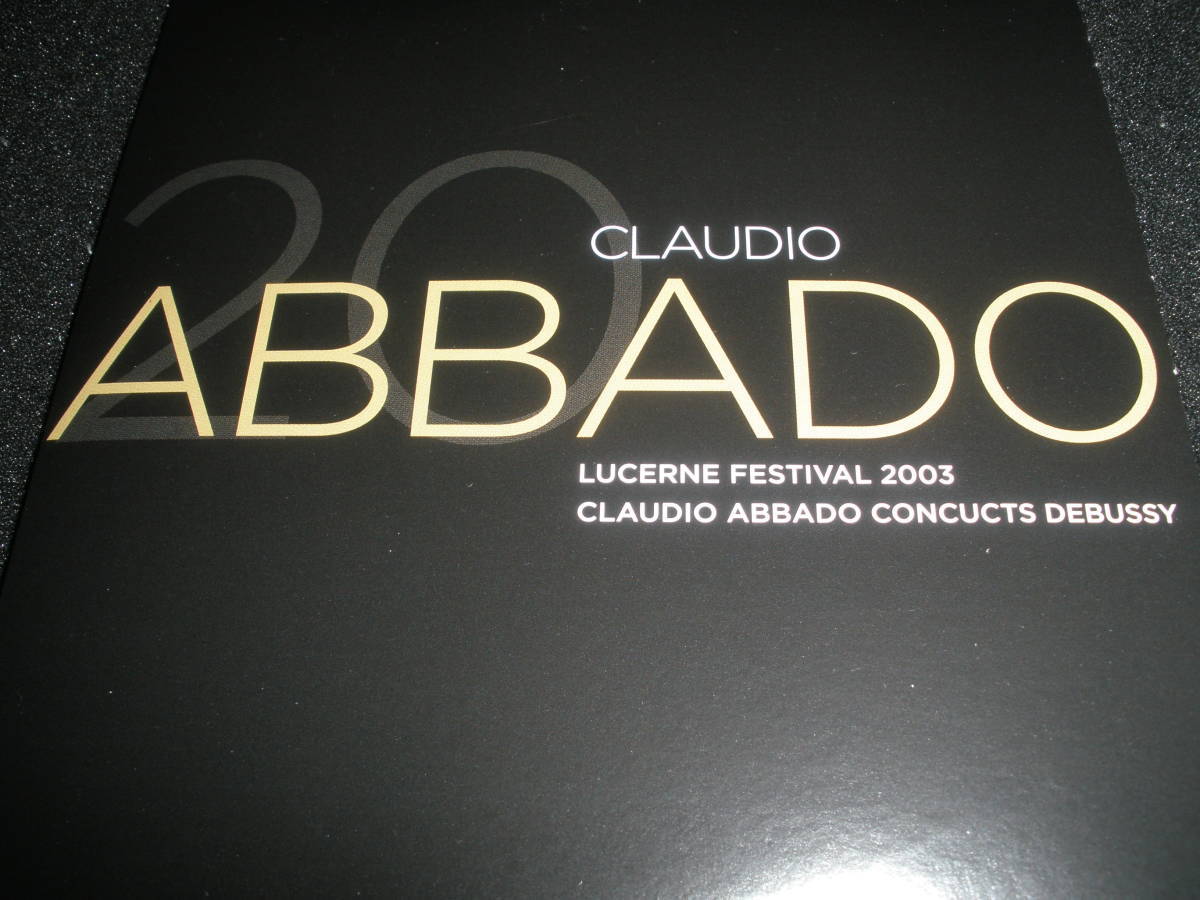 20
CLAUDIO
ABBADO
LUCERNE FESTIVAL 2003
CLAUDIO ABBADO CONCUCTS DEBUSSY